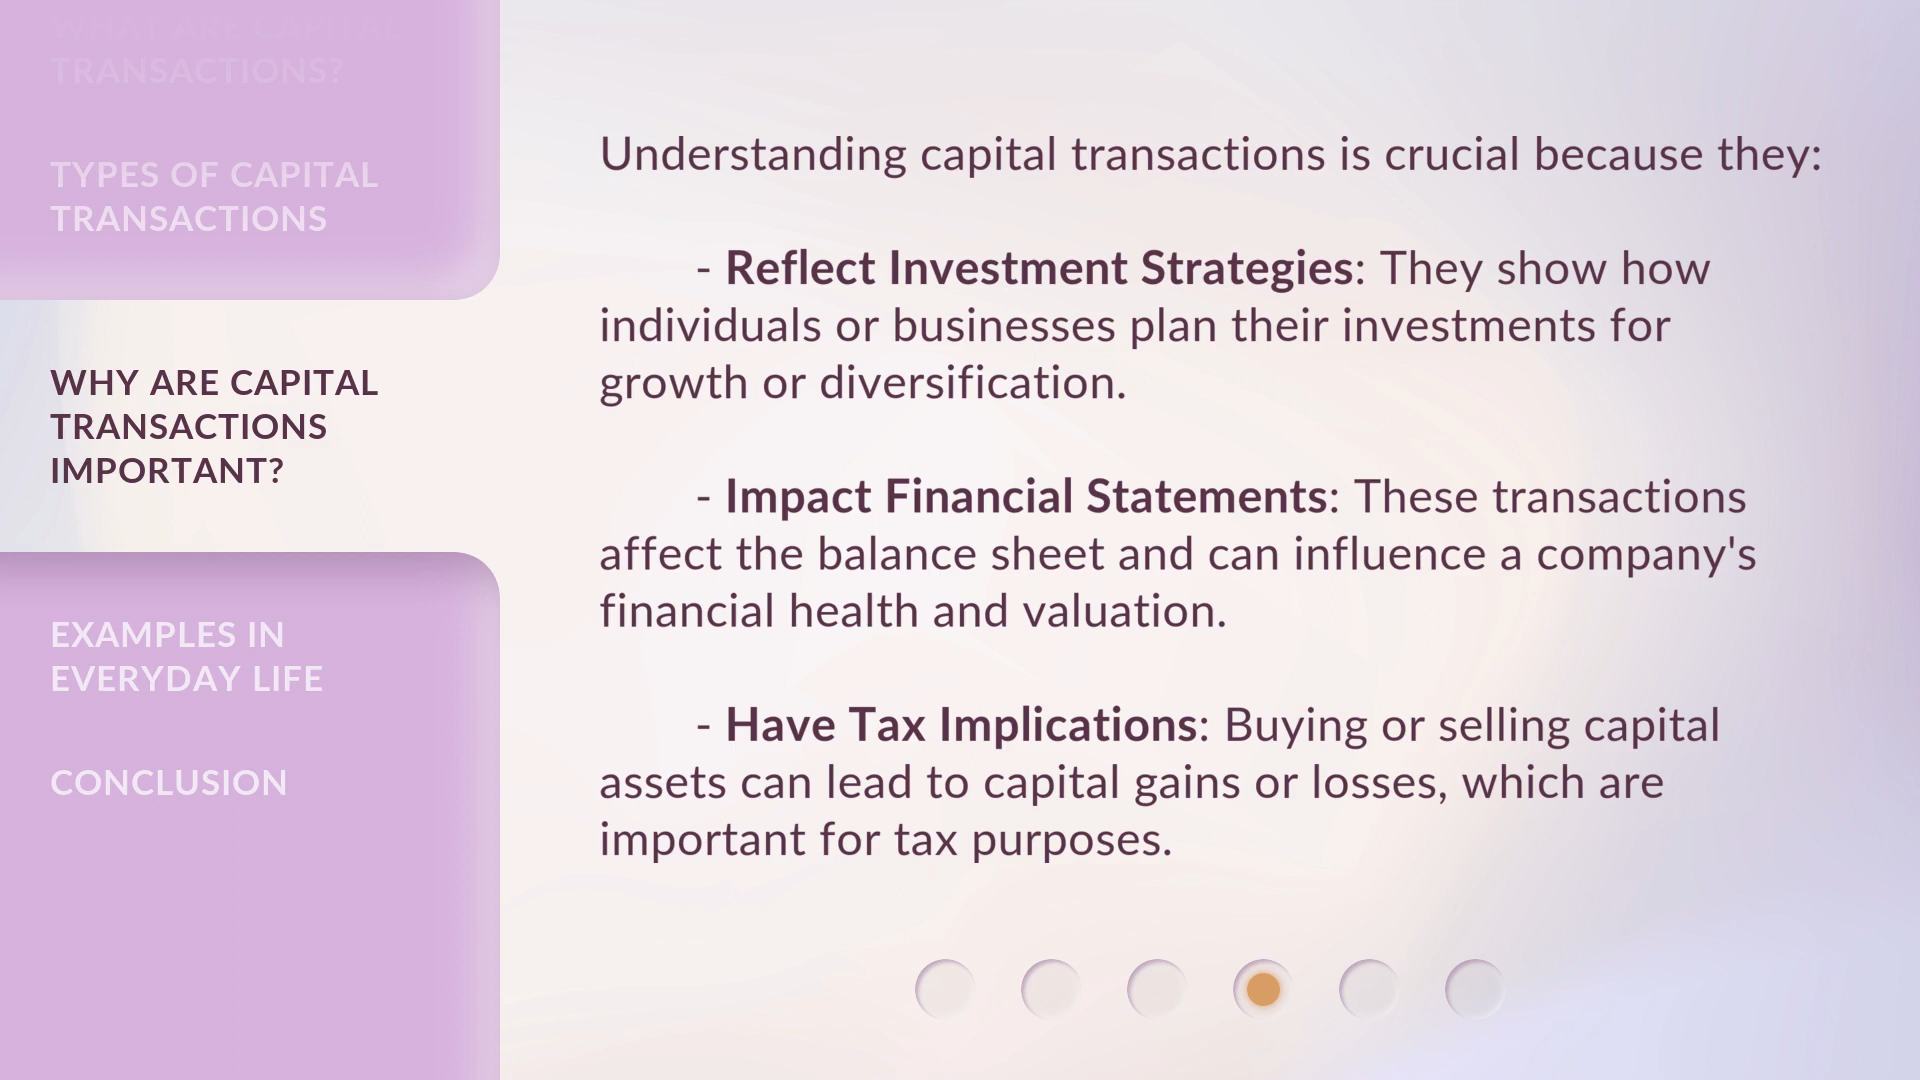 WHAT ARE CAPITAL
TRANSACTIONS?
TYPES OF CAPITAL
TRANSACTIONS
WHY ARE CAPITAL
TRANSACTIONS
IMPORTANT?
EXAMPLES IN
EVERYDAY LIFE
CONCLUSION
Understanding capital transactions is crucial because they:
- Reflect Investment Strategies: They show how
individuals or businesses plan their investments for
growth or diversification.
- Impact Financial Statements: These transactions
affect the balance sheet and can influence a company's
financial health and valuation.
- Have Tax Implications: Buying or selling capital
assets can lead to capital gains or losses, which are
important for tax purposes.